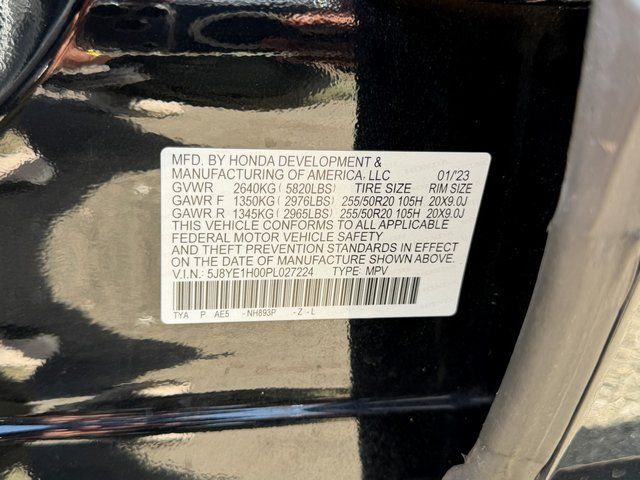 MFD. BY HONDA DEVELOPMENT &
MANUFACTURING OF AMERICA, LLC 01/'23
GVWR 2640KG ( 5820LBS) TIRE SIZE RIM SIZE
GAWR F 1350KG ( 2976LBS) 255/50R20 105H 20X9.0J
GAWR R 1345KG ( 2965LBS) 255/50R20 105H 20X9.0J
THIS VEHICLE CONFORMS TO ALL APPLICABLE
FEDERAL MOTOR VEHICLE SAFETY
AND THEFT PREVENTION STANDARDS IN EFFECT
ON THE DATE OF MANUFACTURE SHOWN ABOVE.
V.I.N.: 5J8YE1H00PL027224 TYPE: MPV
TYA P AE5 -NH893P -Z -L